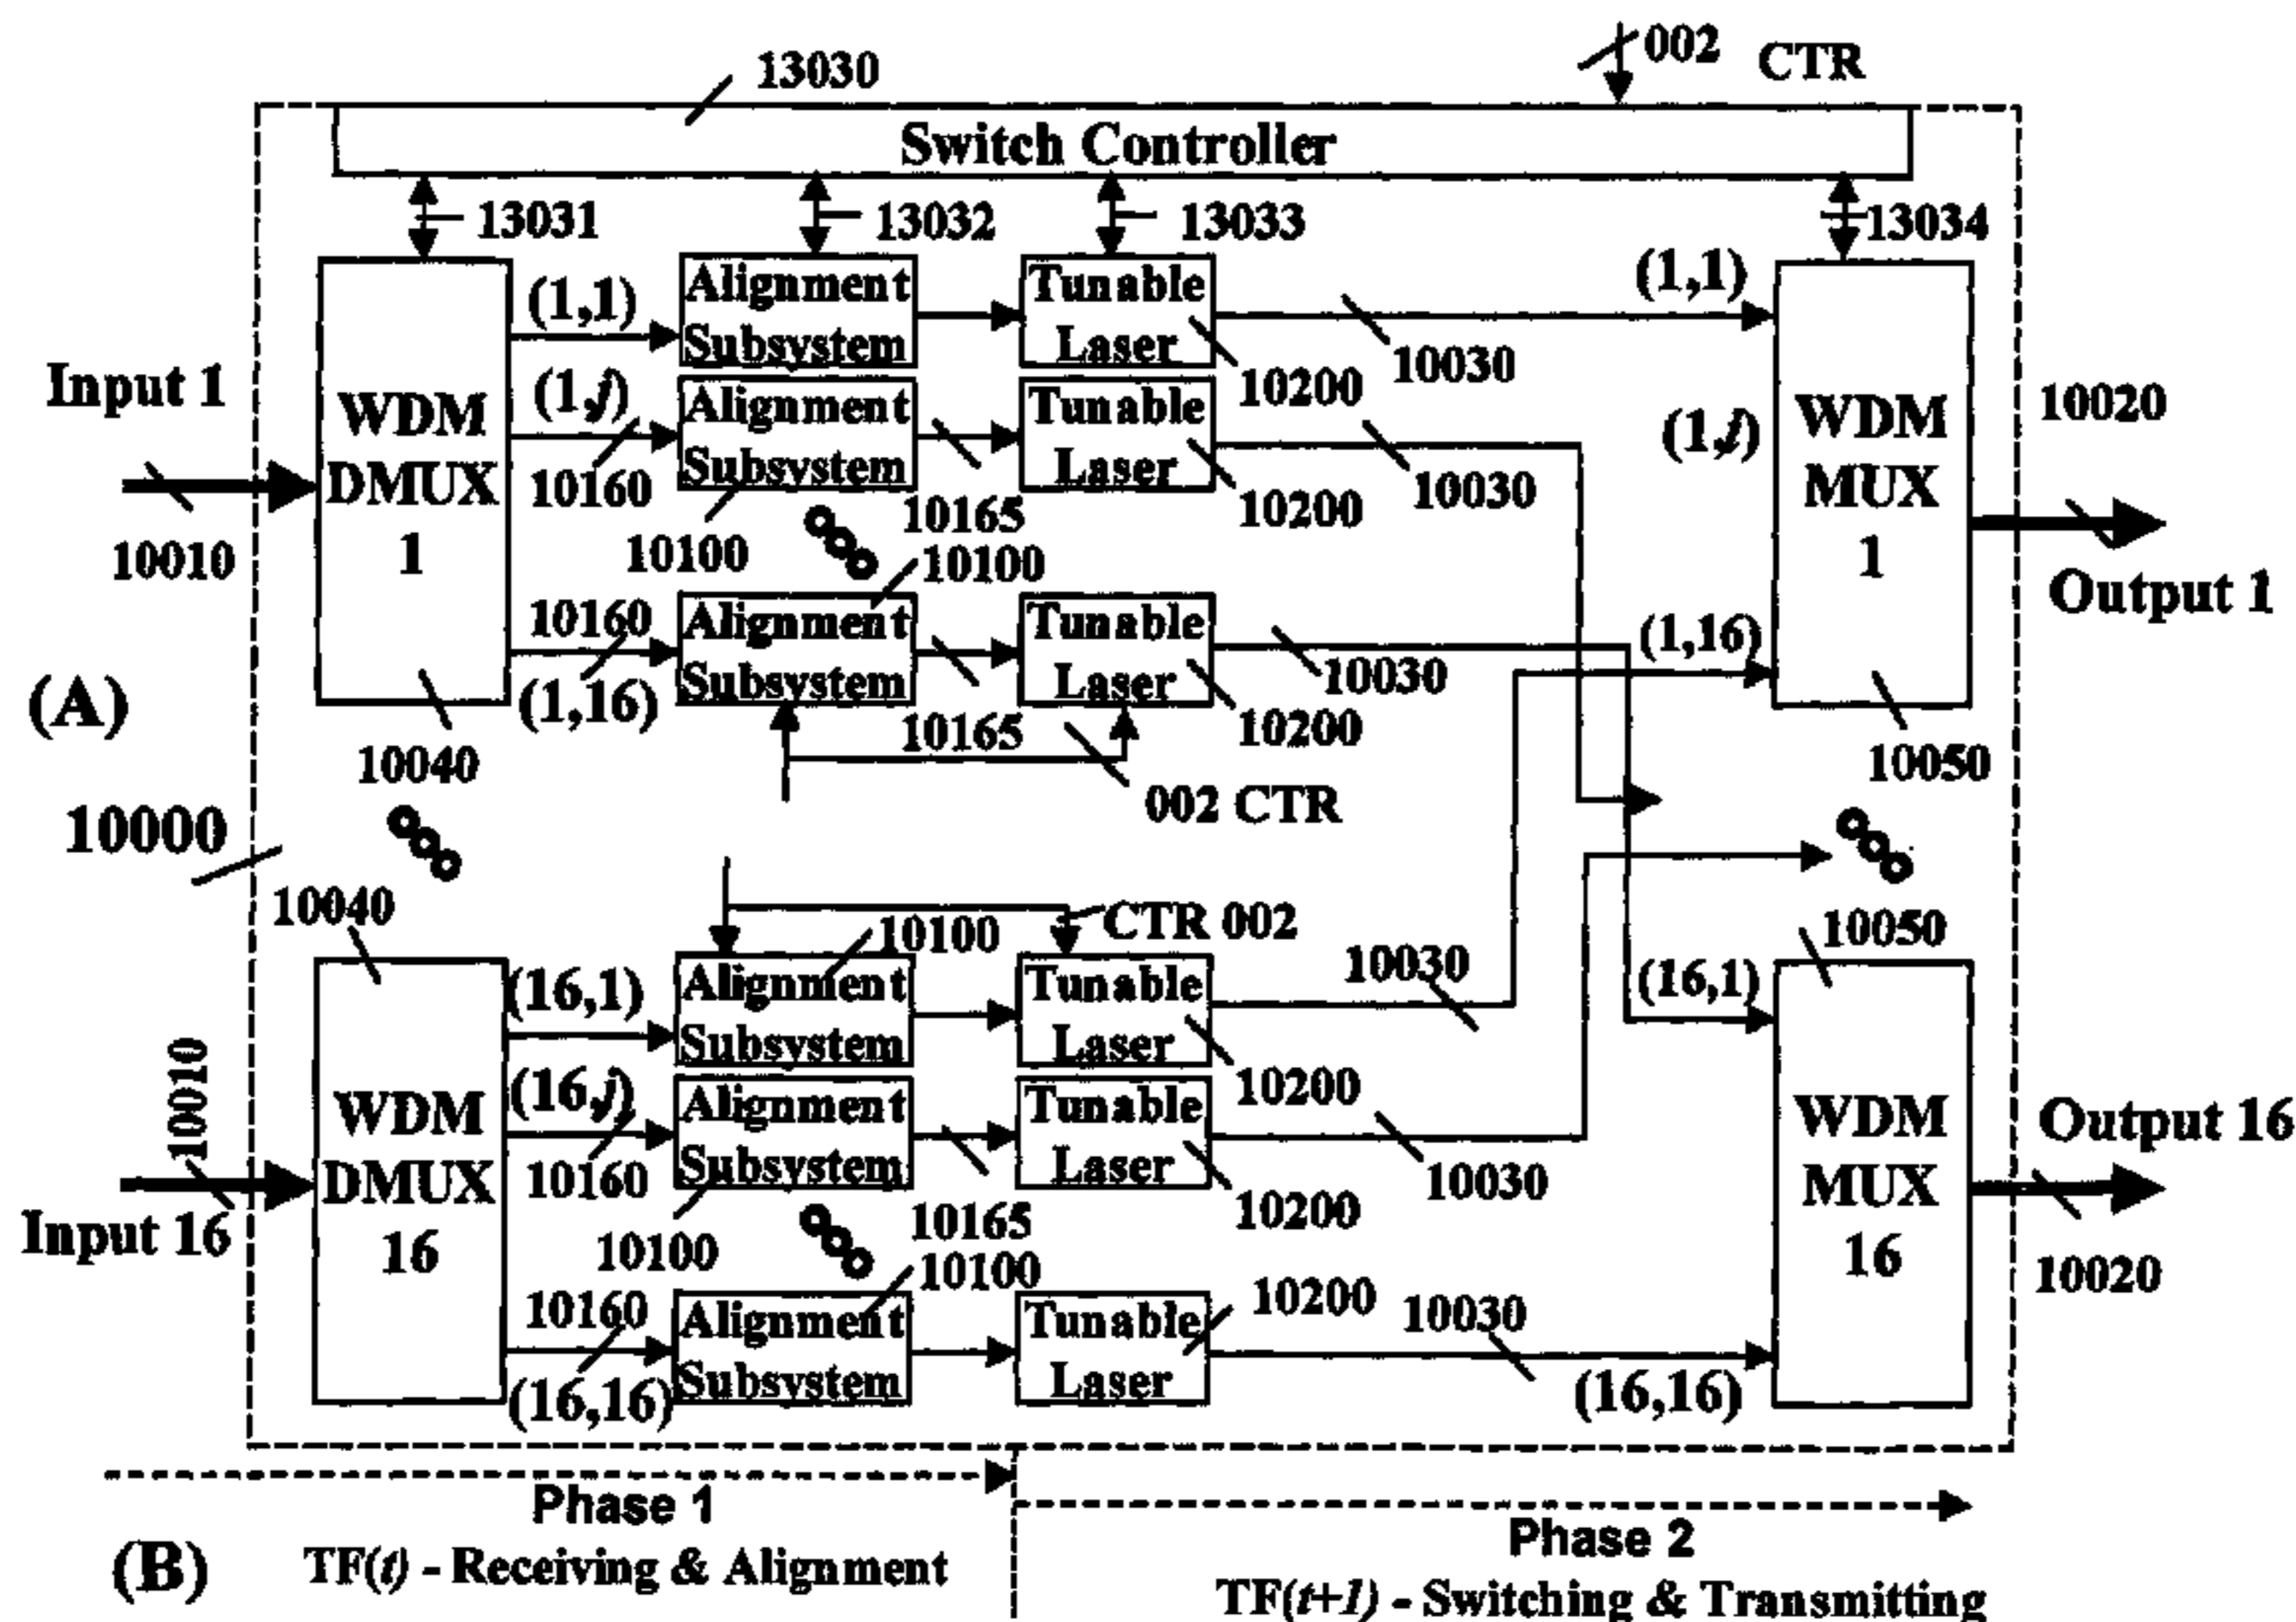 002 CTR
13030
Switch Controller
13031
13032
13033
13034
Input 1
10010
WDM
DMUX
1
10040
(1,1)
(1,j)
10160
10160
(1,16)
Alignment
Subsystem
Alignment
Subsystem
10100
10165
10100
Alignment
Subsystem
10165
Tunable
Laser
10200
Tunable
Laser
10200
Tunable
Laser
10200
002 CTR
10030
10030
10030
(1,1)
(1,j)
(1,16)
WDM
MUX
1
10050
10020
Output 1
(A)
10000
10040
10010
Input 16
WDM
DMUX
16
(16,1)
(16,j)
10160
10160
(16,16)
CTR 002
10100
Alignment
Subsystem
Alignment
Subsystem
10100
10165
10100
Alignment
Subsystem
Tunable
Laser
10200
Tunable
Laser
10200
Tunable
Laser
10200
10030
10030
10030
(16,1)
(16,16)
10050
WDM
MUX
16
Output 16
10020
(B)
Phase 1
TF(t) - Receiving & Alignment
Phase 2
TF(t+1) - Switching & Transmitting